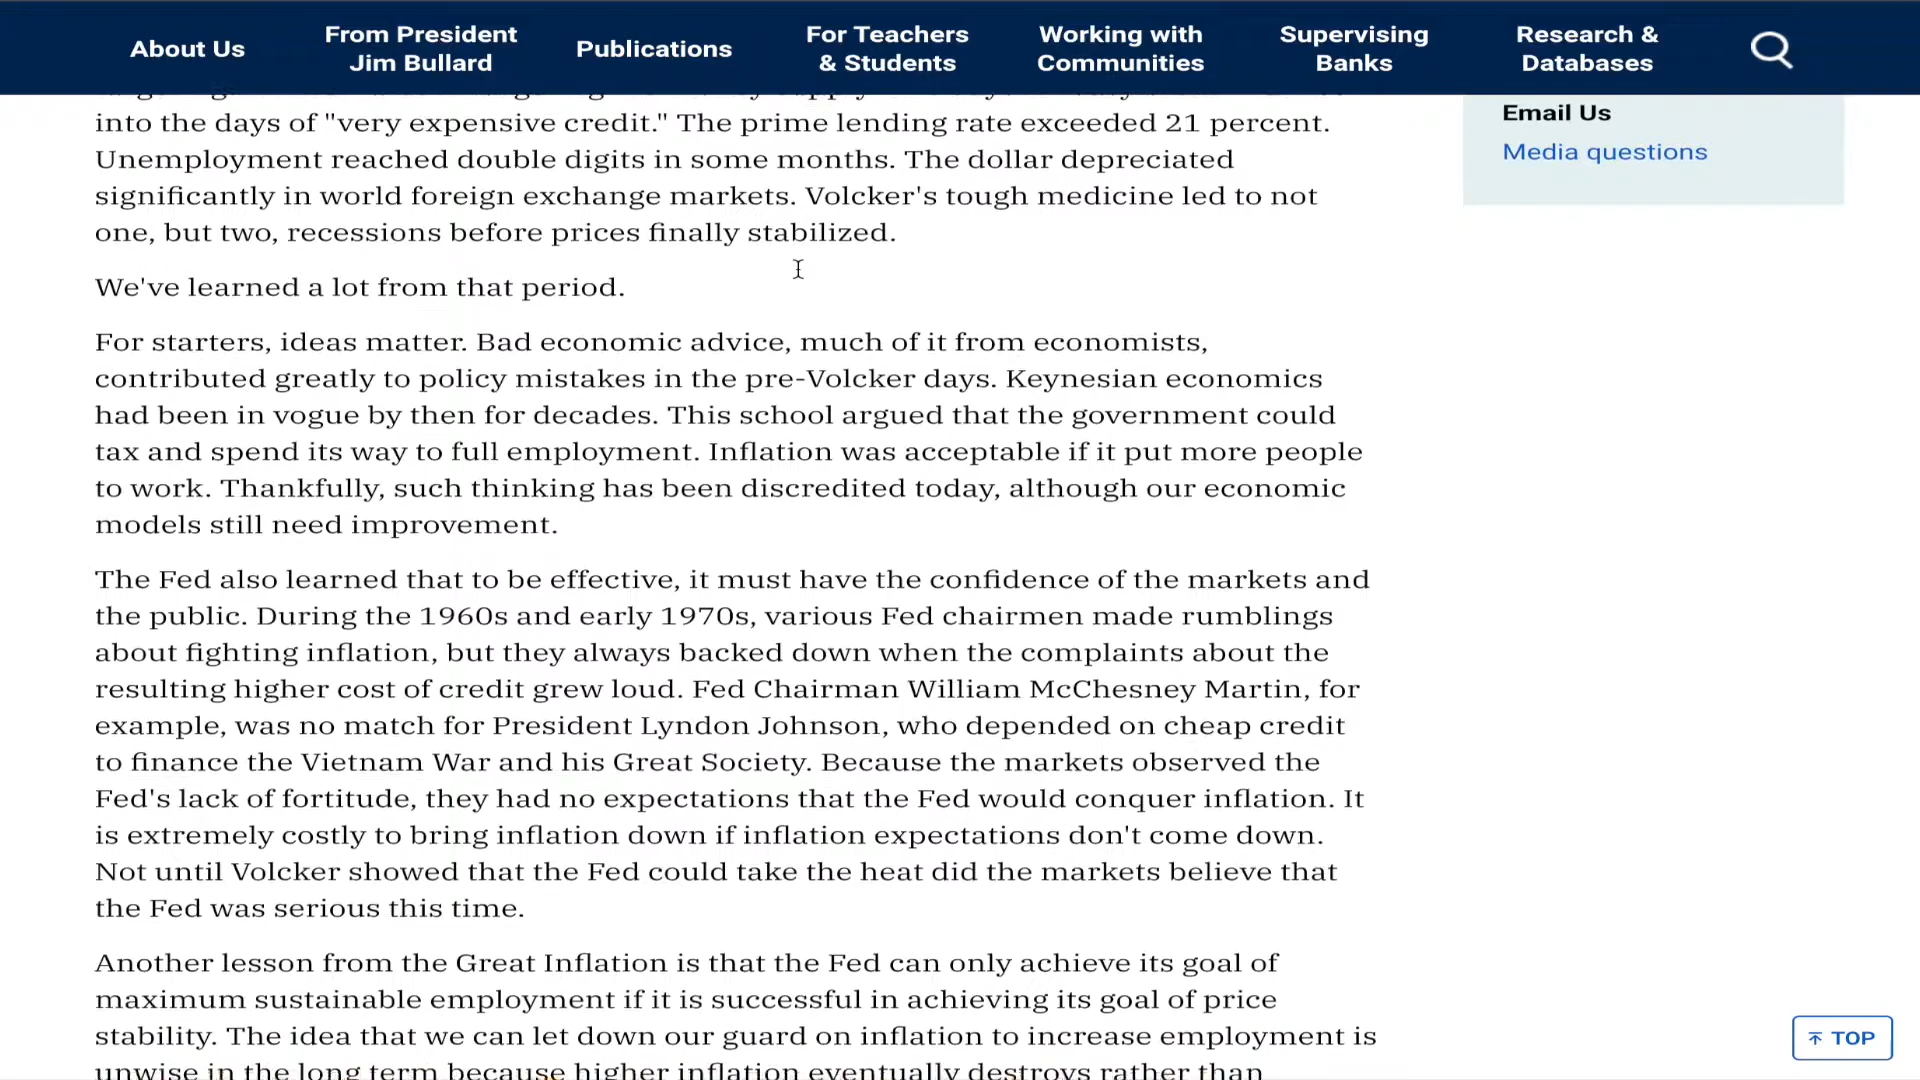 About Us
From President
Jim Bullard
Publications
For Teachers
& Students
Working with
Communities
Supervising
Banks
Research &
Databases
into the days of "very expensive credit." The prime lending rate exceeded 21 percent.
Unemployment reached double digits in some months. The dollar depreciated
significantly in world foreign exchange markets. Volcker's tough medicine led to not
one, but two, recessions before prices finally stabilized.
We've learned a lot from that period.
For starters, ideas matter. Bad economic advice, much of it from economists,
contributed greatly to policy mistakes in the pre-Volcker days. Keynesian economics
had been in vogue by then for decades. This school argued that the government could
tax and spend its way to full employment. Inflation was acceptable if it put more people
to work. Thankfully, such thinking has been discredited today, although our economic
models still need improvement.
The Fed also learned that to be effective, it must have the confidence of the markets and
the public. During the 1960s and early 1970s, various Fed chairmen made rumblings
about fighting inflation, but they always backed down when the complaints about the
resulting higher cost of credit grew loud. Fed Chairman William McChesney Martin, for
example, was no match for President Lyndon Johnson, who depended on cheap credit
to finance the Vietnam War and his Great Society. Because the markets observed the
Fed's lack of fortitude, they had no expectations that the Fed would conquer inflation. It
is extremely costly to bring inflation down if inflation expectations don't come down.
Not until Volcker showed that the Fed could take the heat did the markets believe that
the Fed was serious this time.
Another lesson from the Great Inflation is that the Fed can only achieve its goal of
maximum sustainable employment if it is successful in achieving its goal of price
stability. The idea that we can let down our guard on inflation to increase employment is
unwise in the long term because higher inflation eventually destroys rather than
Email Us
Media questions
TOP